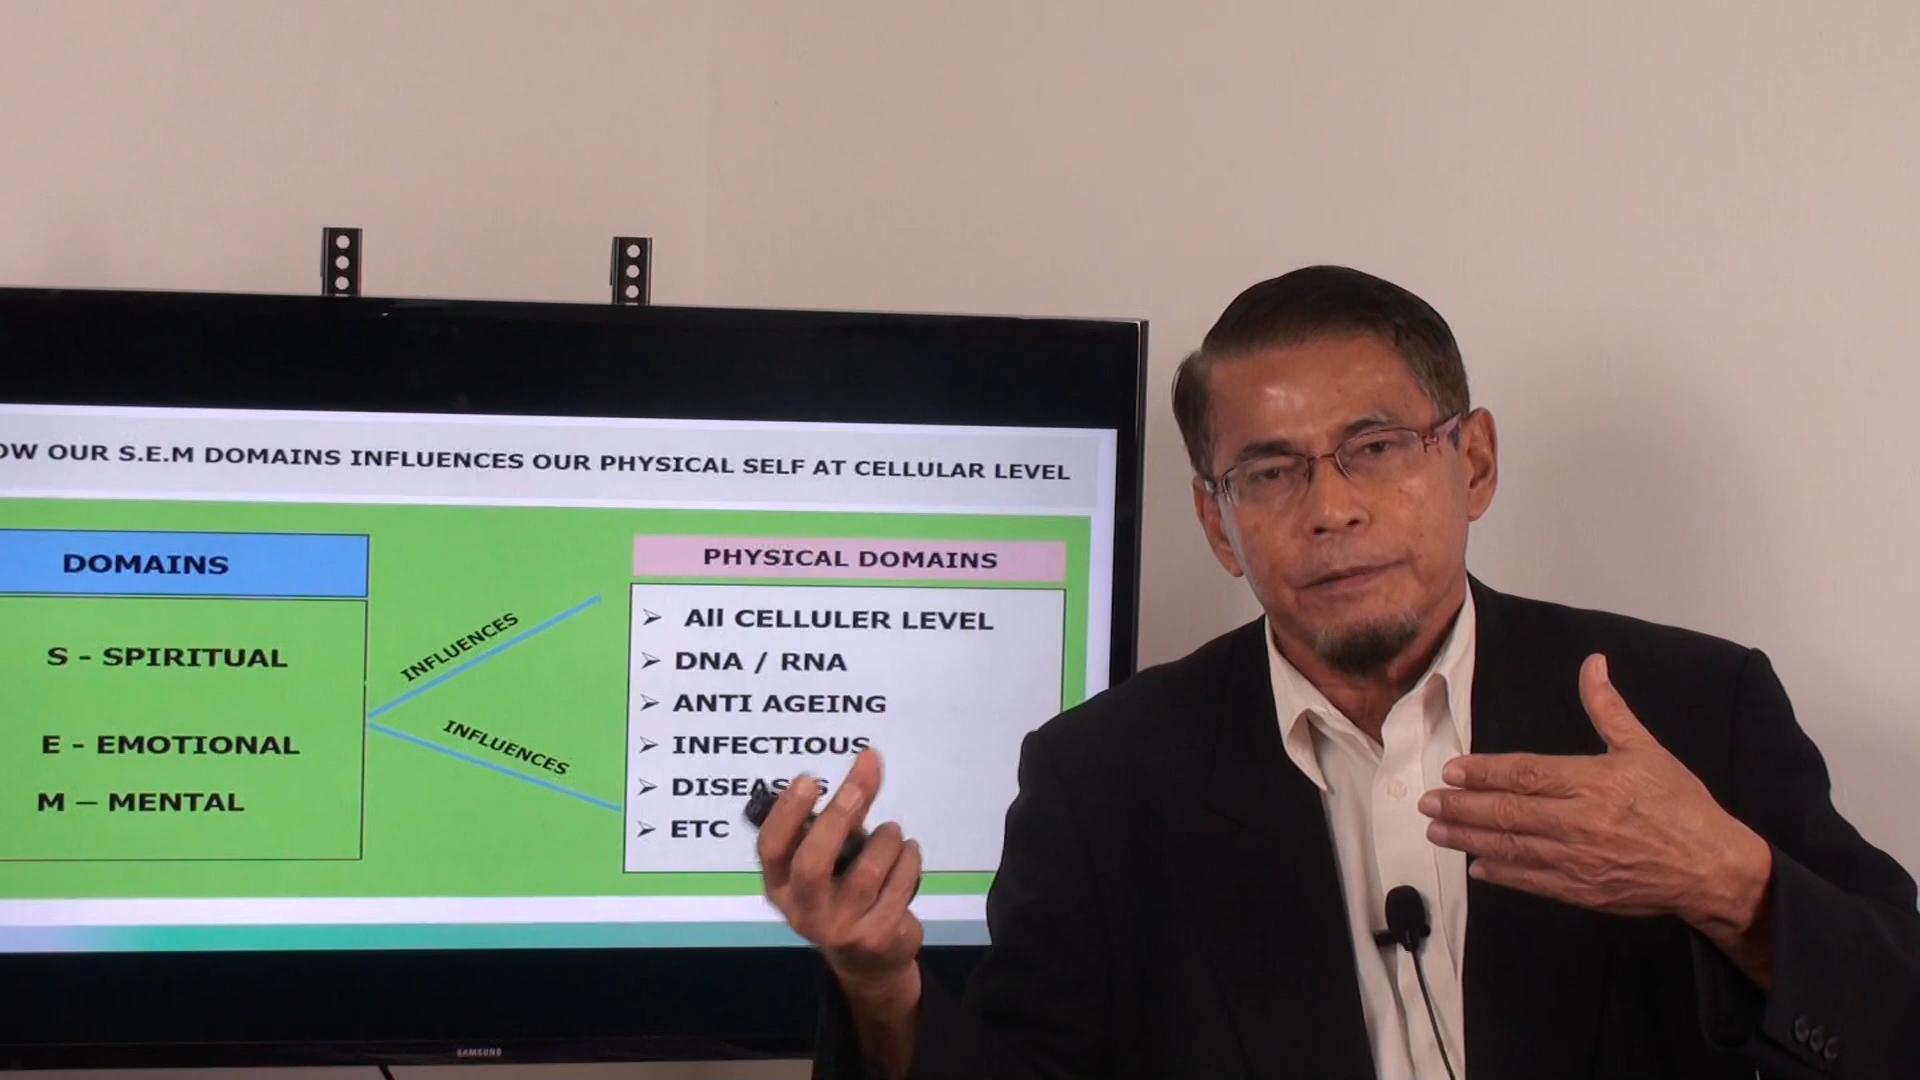 OW OUR S.E.M DOMAINS INFLUENCES OUR PHYSICAL SELF AT CELLULAR LEVEL
DOMAINS
S - SPIRITUAL
E - EMOTIONAL
M – MENTAL
INFLUENCES
INFLUENCES
PHYSICAL DOMAINS
➢ All CELLULER LEVEL
➢ DNA / RNA
➢ ANTI AGEING
➢ INFECTIOUS
➢ DISEASES
➢ ETC
SAMSUNG